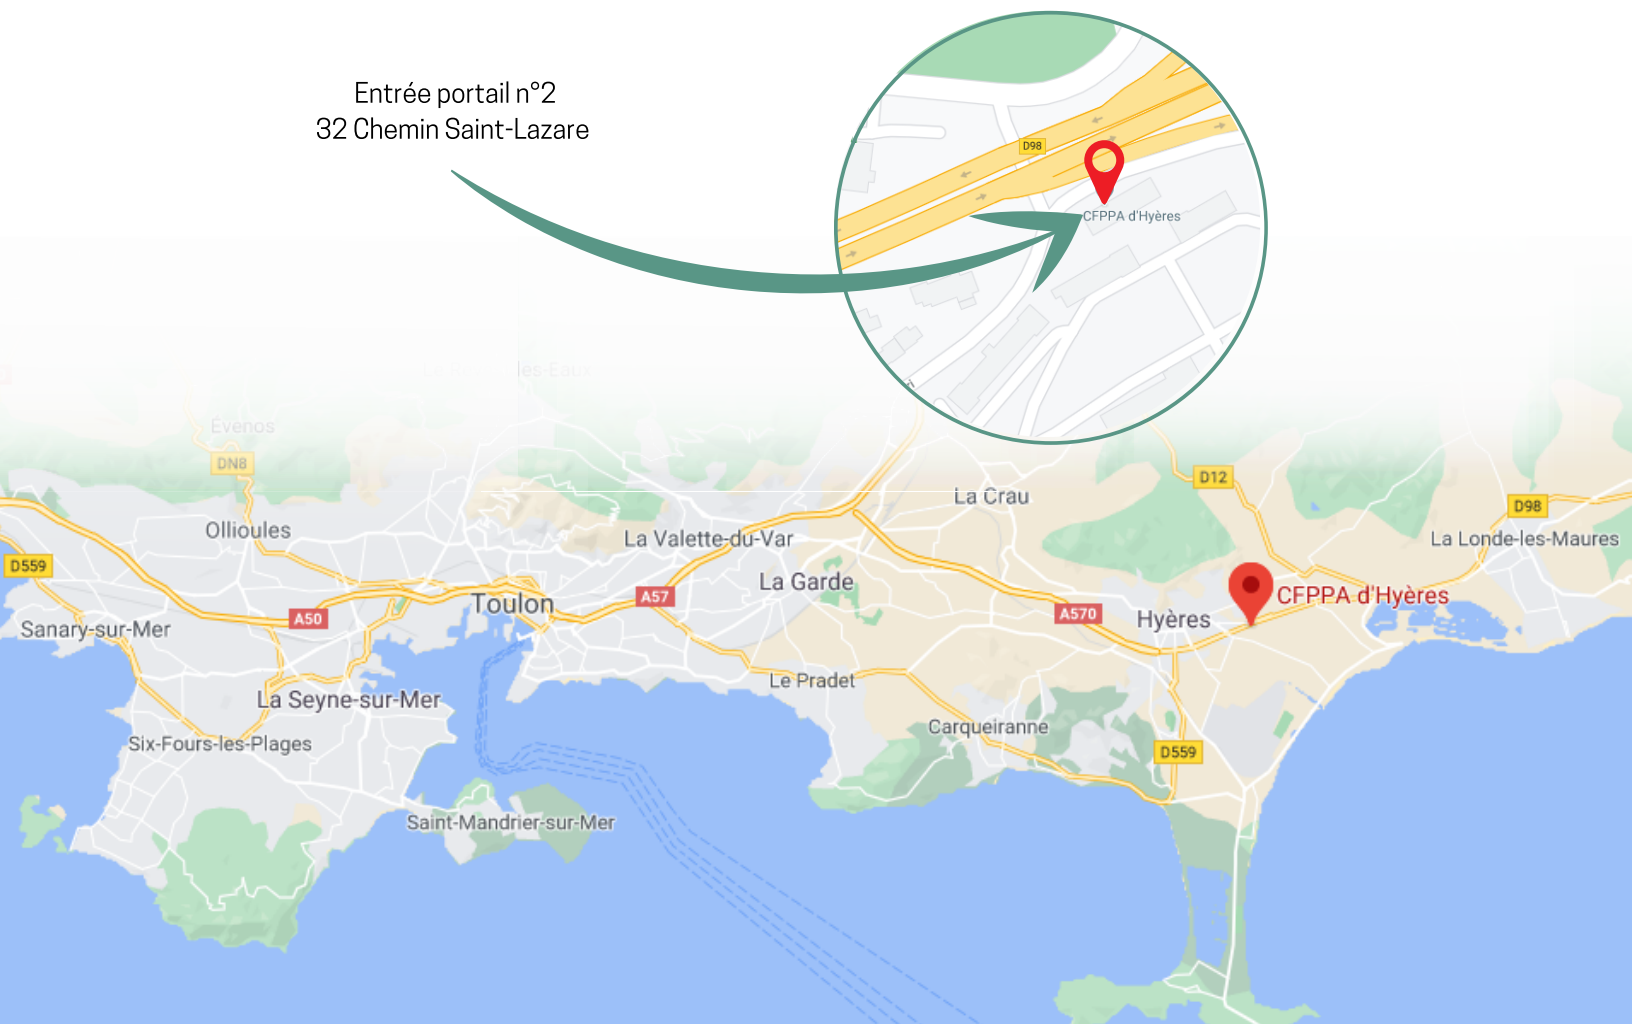 Entrée portail n°2
32 Chemin Saint-Lazare
D98
CFPPA d'Hyères
les-Eaux
Evenos
DN8
D12
La Crau
D98
Ollioules
La Valette-du-Var
La Londe-les-Maures
D559
La Garde
CFPPA d'Hyères
A57
Toulon
A50
A570
Hyères
Sanary-sur-Mer
Le Pradet
La Seyne-sur-Mer
Carqueiranne
Six-Fours-les-Plages
D559
Saint-Mandrier-sur-Mer